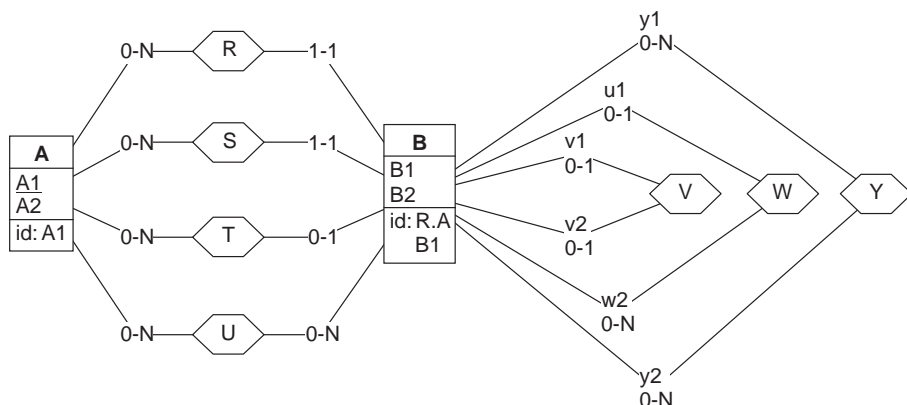 y1
0-N
0-N
R
1-1
u1
0-1
v1
0-1
0-N
S
1-1
A
A1
A2
id: A1
B
B1
B2
id: R.A
B1
V
W
Y
0-N
T
0-1
v2
0-1
w2
0-N
0-N
U
0-N
y2
0-N